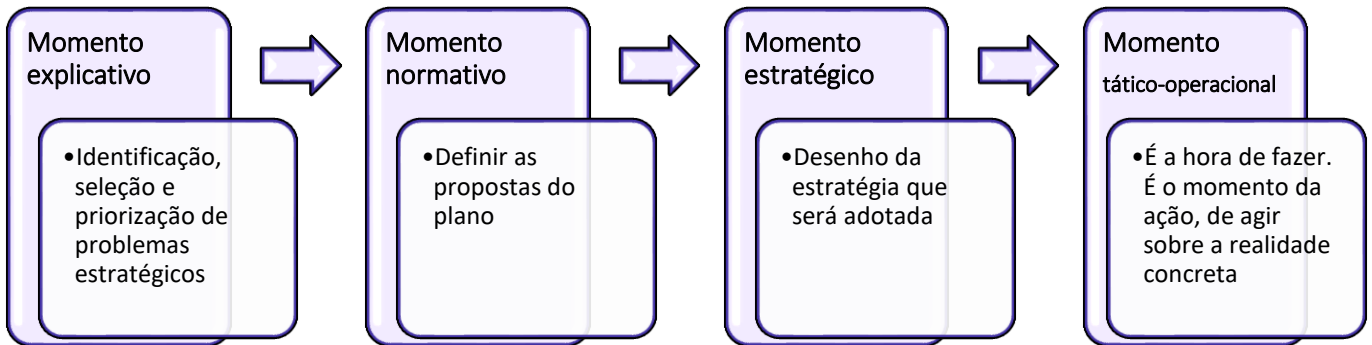 Momento
explicativo
•Identificação,
seleção e
priorização de
problemas
estratégicos
Momento
normativo
•Definir as
propostas do
plano
Momento
estratégico
•Desenho da
estratégia que
será adotada
Momento
tático-operacional
•É a hora de fazer.
É o momento da
ação, de agir
sobre a realidade
concreta